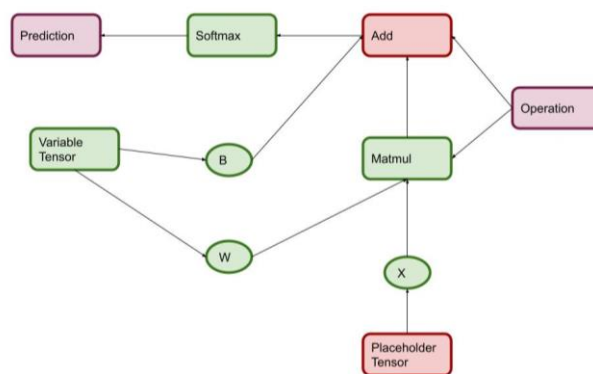 Prediction
Softmax
Add
Operation
Variable
Tensor
B
Matmul
W
X
Placeholder
Tensor